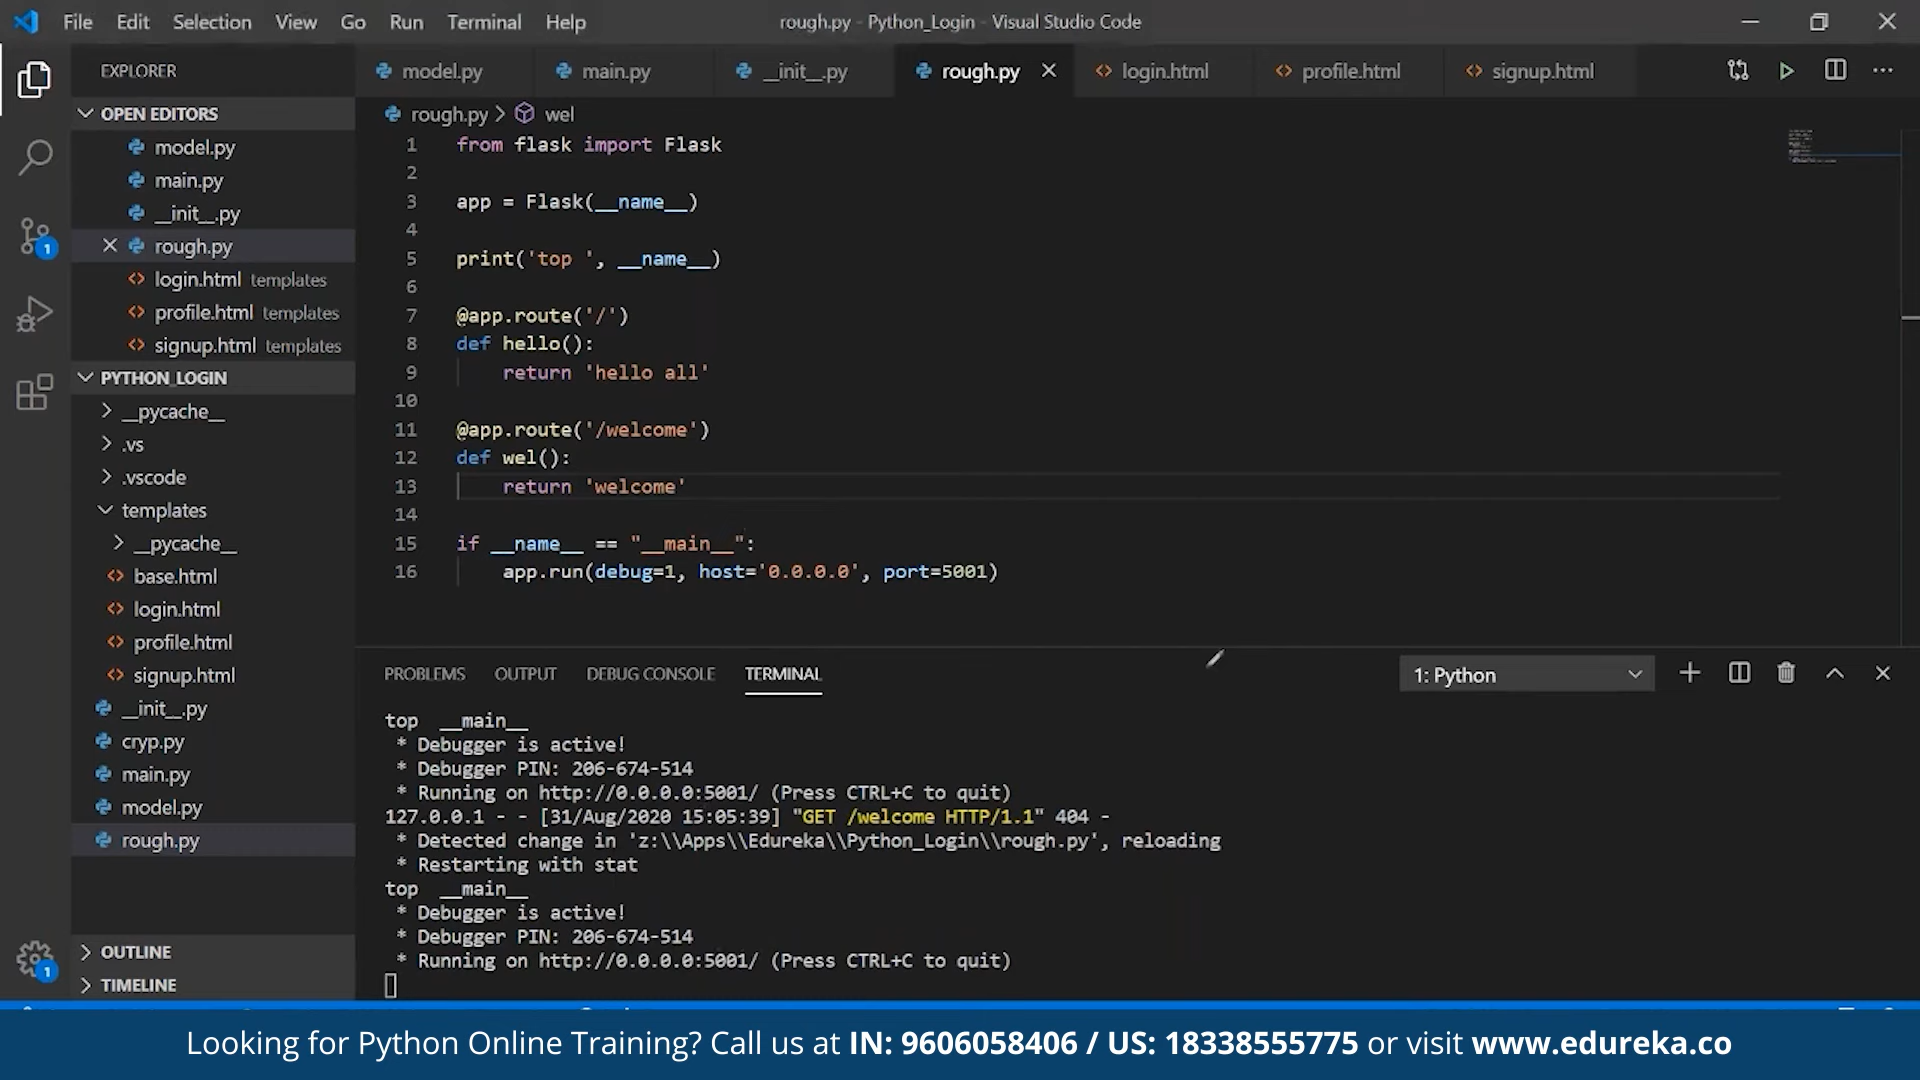 File Edit Selection View Go Run Terminal Help rough.py - Python_Login - Visual Studio Code
EXPLORER
OPEN EDITORS
model.py
main.py
__init__.py
rough.py
login.html templates
profile.html templates
signup.html templates
PYTHON_LOGIN
__pycache__
.vs
.vscode
templates
__pycache__
base.html
login.html
profile.html
signup.html
__init__.py
cryp.py
main.py
model.py
rough.py
OUTLINE
TIMELINE
1
1
model.py main.py __init__.py rough.py login.html profile.html signup.html
rough.py > wel
1 from flask import Flask
2
3 app = Flask(__name__)
4
5 print('top ', __name__)
6
7 @app.route('/')
8 def hello():
9 return 'hello all'
10
11 @app.route('/welcome')
12 def wel():
13 return 'welcome'
14
15 if __name__ == "__main__":
16 app.run(debug=1, host='0.0.0.0', port=5001)
PROBLEMS OUTPUT DEBUG CONSOLE TERMINAL 1: Python
top __main__
* Debugger is active!
* Debugger PIN: 206-674-514
* Running on http://0.0.0.0:5001/ (Press CTRL+C to quit)
127.0.0.1 - - [31/Aug/2020 15:05:39] "GET /welcome HTTP/1.1" 404 -
* Detected change in 'z:\\Apps\\Edureka\\Python_Login\\rough.py', reloading
* Restarting with stat
top __main__
* Debugger is active!
* Debugger PIN: 206-674-514
* Running on http://0.0.0.0:5001/ (Press CTRL+C to quit)
Looking for Python Online Training? Call us at IN: 9606058406 / US: 18338555775 or visit www.edureka.co